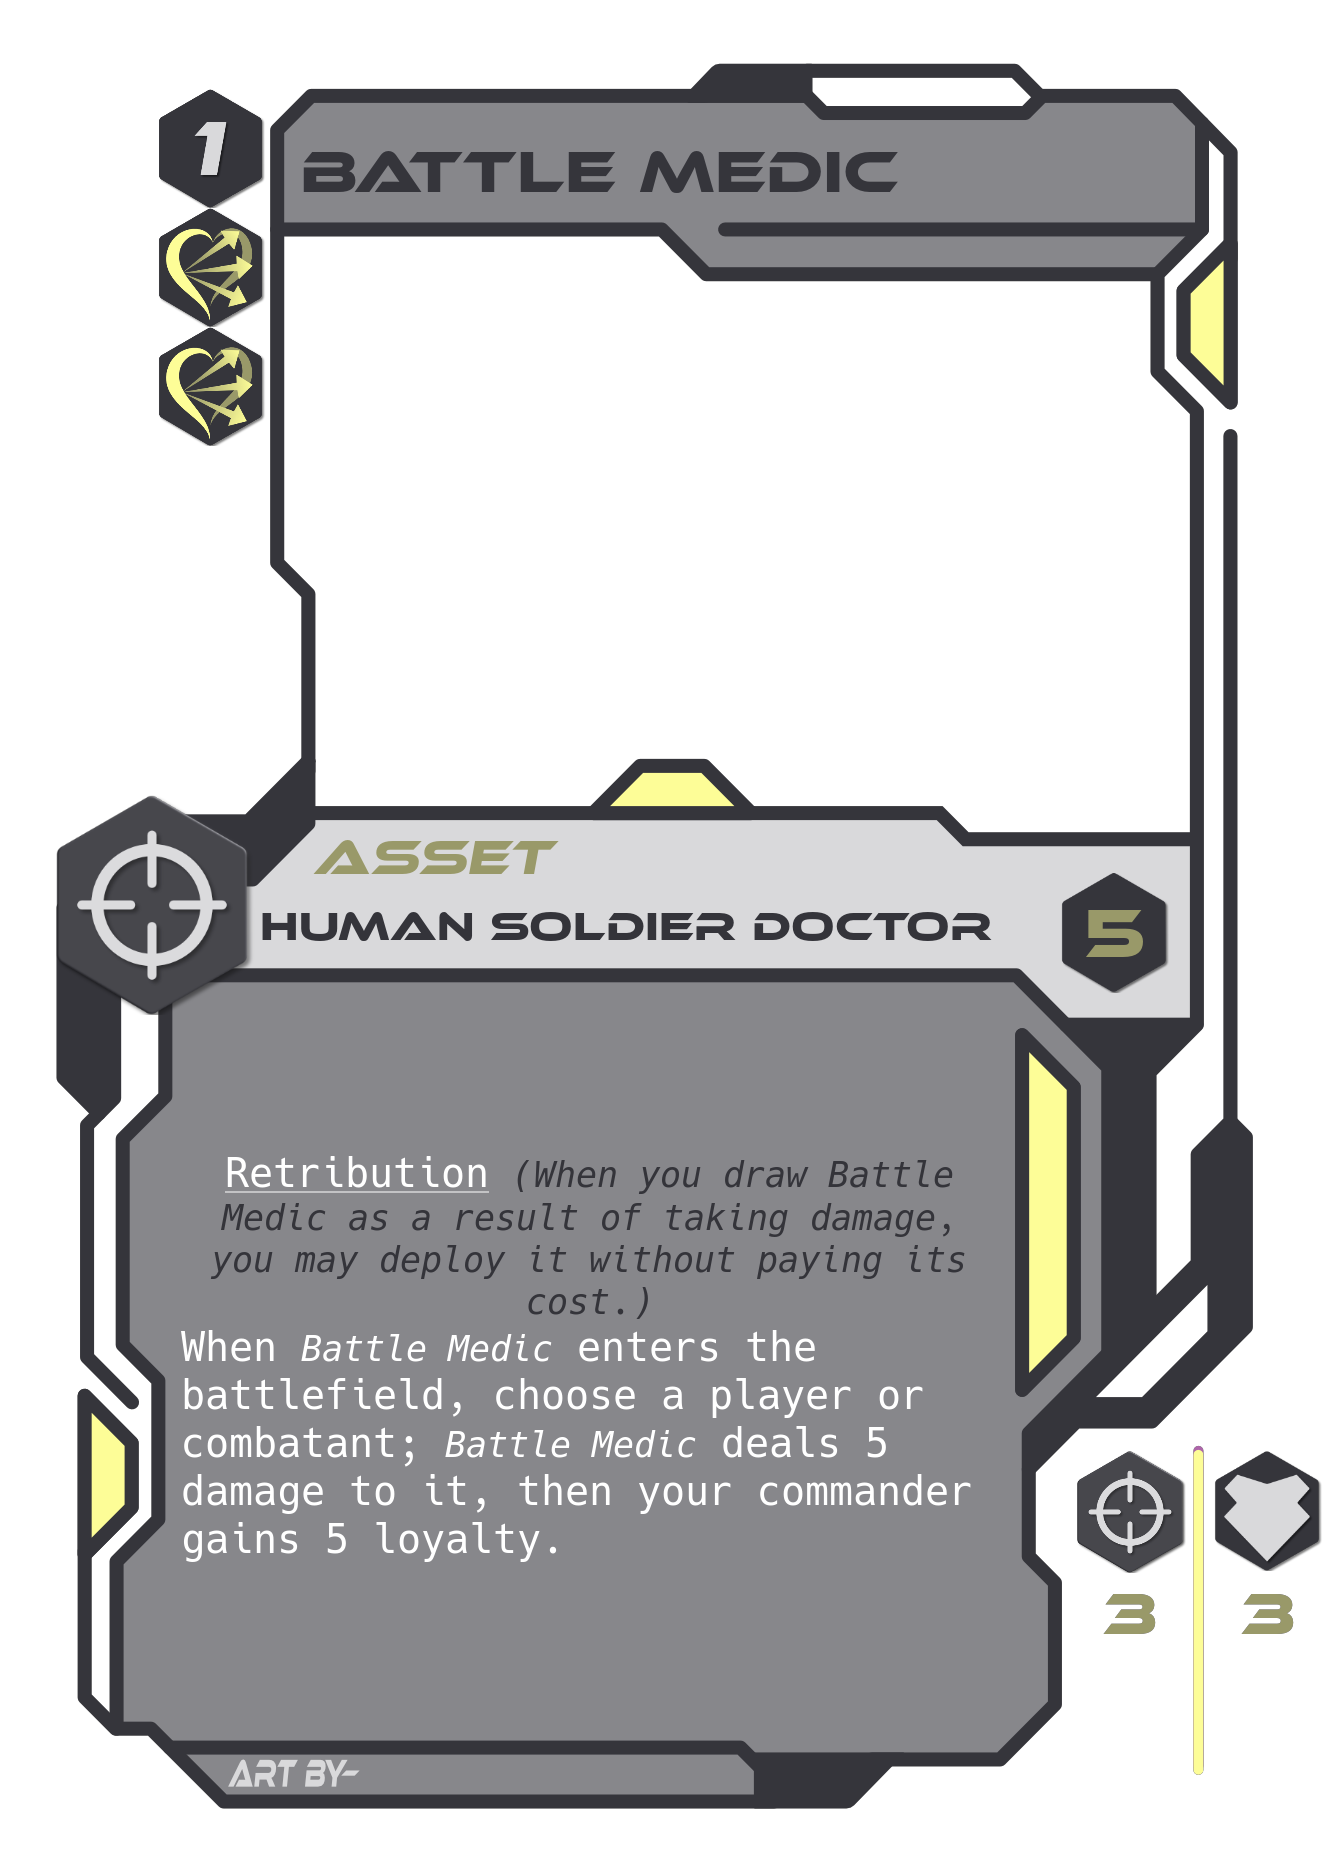 1
BATTLE MEDIC
ASSET
HUMAN SOLDIER DOCTOR
5
Retribution (When you draw Battle
Medic as a result of taking damage,
you may deploy it without paying its
cost.)
When Battle Medic enters the
battlefield, choose a player or
combatant; Battle Medic deals 5
damage to it, then your commander
gains 5 loyalty.
3 3
ART BY-